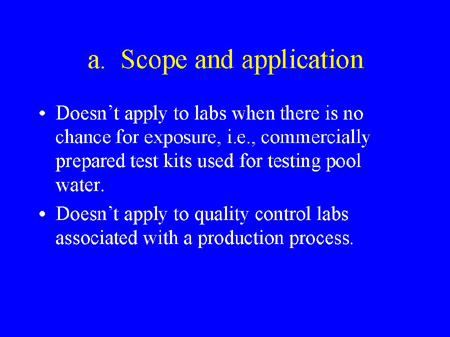 a.  Scope and application
• Doesn't apply to labs when there is no
chance for exposure, i.e., commercially
prepared test kits used for testing pool
water.
• Doesn't apply to quality control labs
associated with a production process.